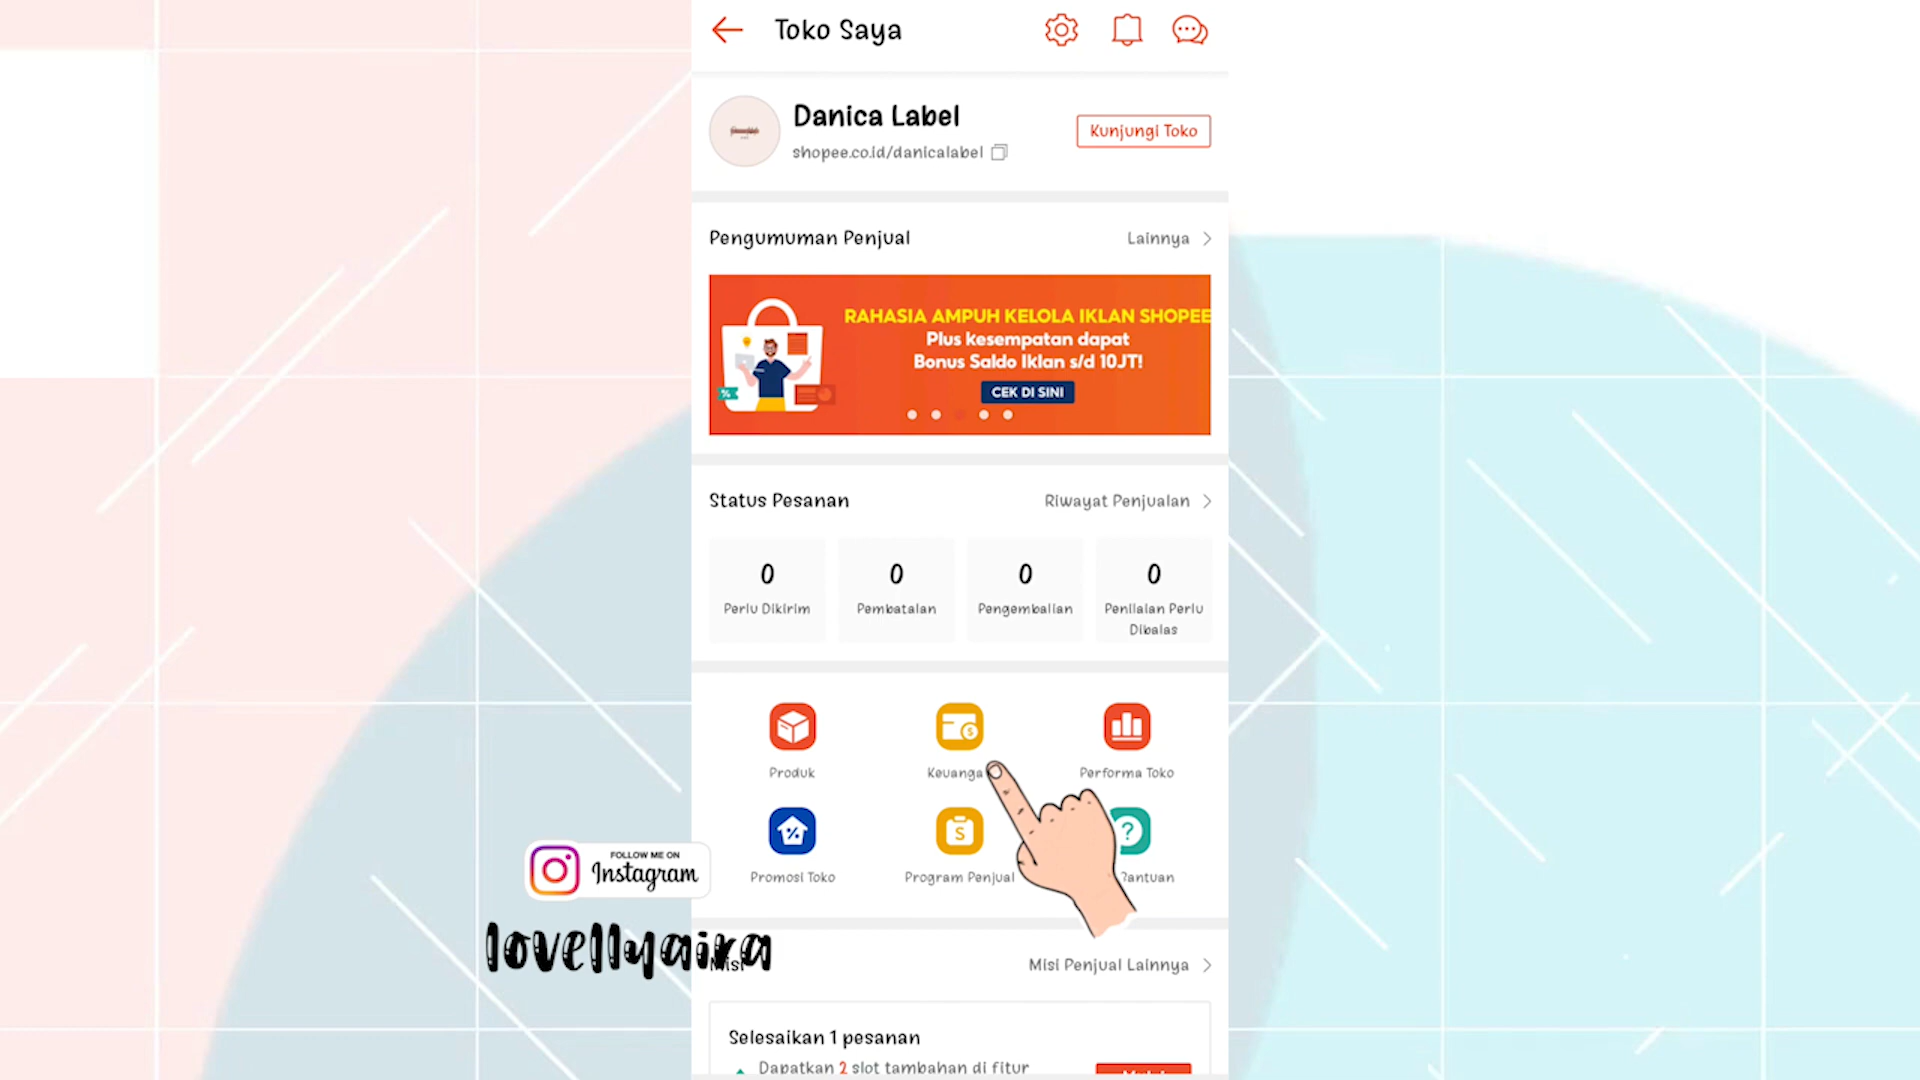 Toko Saya
Danica Label
Kunjungi Toko
shopee.co.id/danicalabel
Pengumuman Penjual
Lainnya
RAHASIA AMPUH KELOLA IKLAN SHOPEE
Plus kesempatan dapat
Bonus Saldo Iklan s/d 10JT!
CEK DI SINI
Status Pesanan
Riwayat Penjualan
0
0
0
0
Perlu Dikirim
Pembatalan
Pengembalian
Penilaian Perlu
Dibalas
Produk
Keuanga
Performa Toko
Promosi Toko
Program Penjual
Bantuan
FOLLOW ME ON
Instagram
lovellyaira
Misi
Misi Penjual Lainnya
Selesaikan 1 pesanan
Dapatkan 2 slot tambahan di fitur